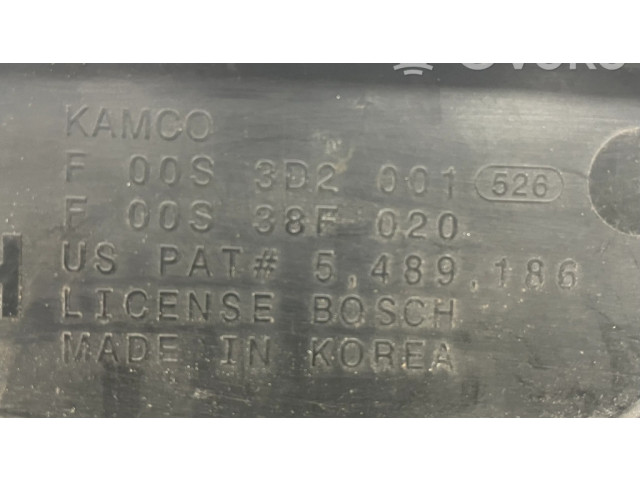 KAMCO
F 00S 3D2 001 526
F 00S 38F 020
H US PAT# 5,489,186
LICENSE BOSCH
MADE IN KOREA